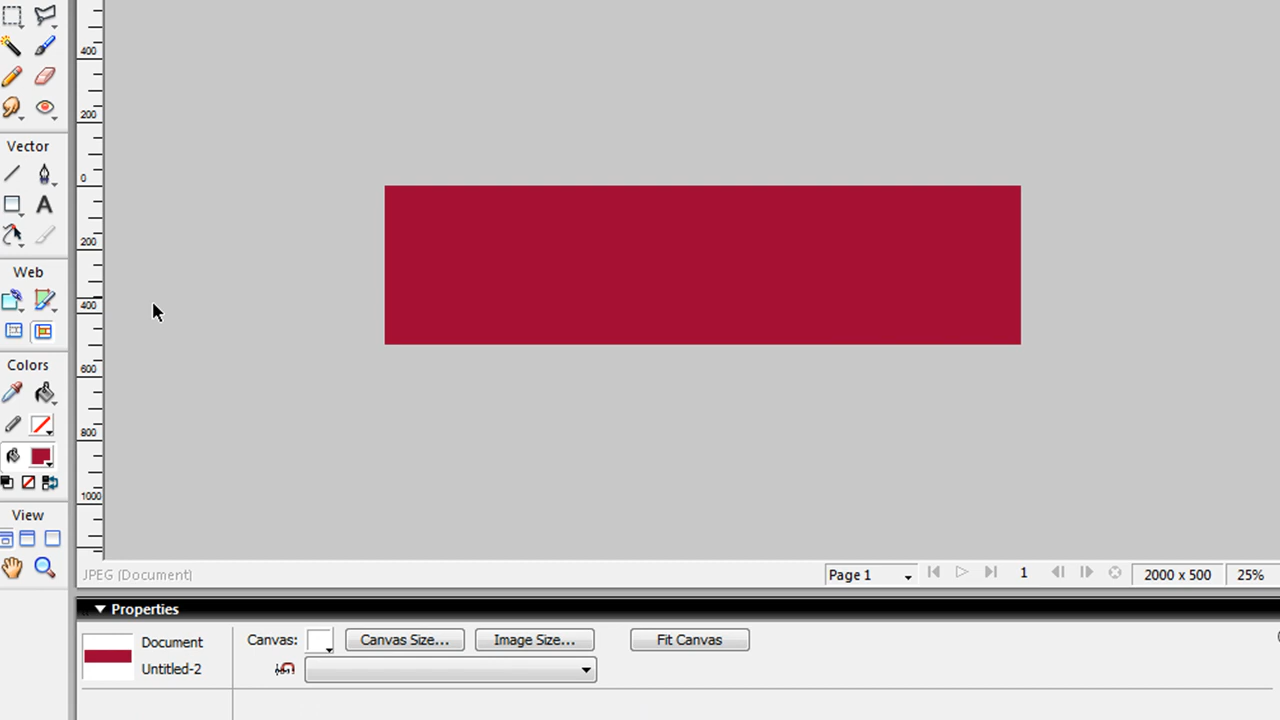 400
200
0
Vector
A
200
Web
400
Colors
600
800
1000
View
JPEG (Document)
Page 1
1
2000 x 500
25%
Properties
Document
Canvas:
Canvas Size...
Image Size...
Fit Canvas
Untitled-2